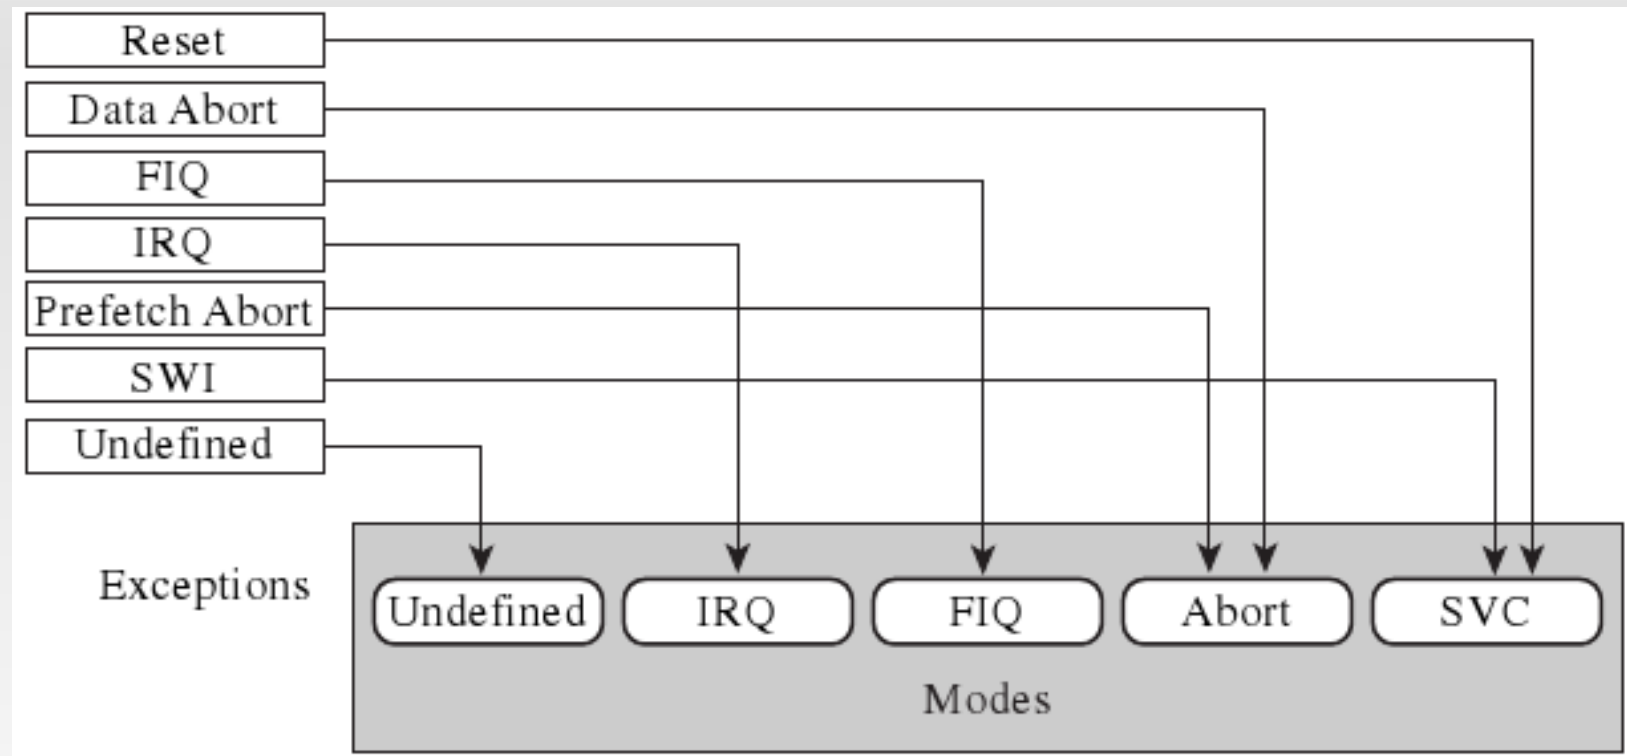 Reset
Data Abort
FIQ
IRQ
Prefetch Abort
SWI
Undefined
Exceptions
Undefined
IRQ
FIQ
Abort
SVC
Modes